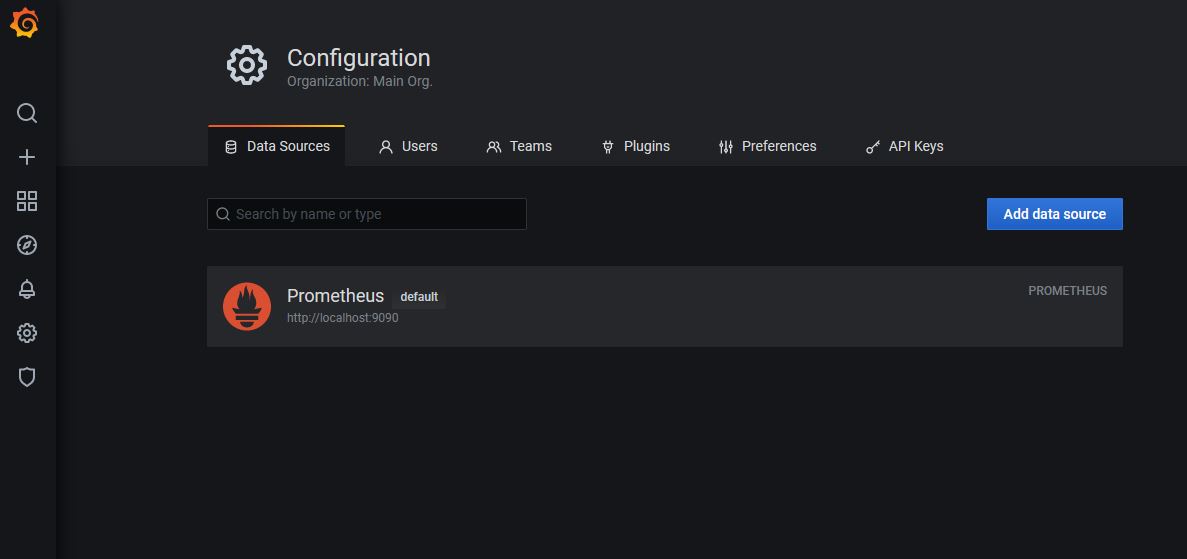 Configuration
Organization: Main Org.
Data Sources Users Teams Plugins Preferences API Keys
Search by name or type Add data source
Prometheus default PROMETHEUS
http://localhost:9090